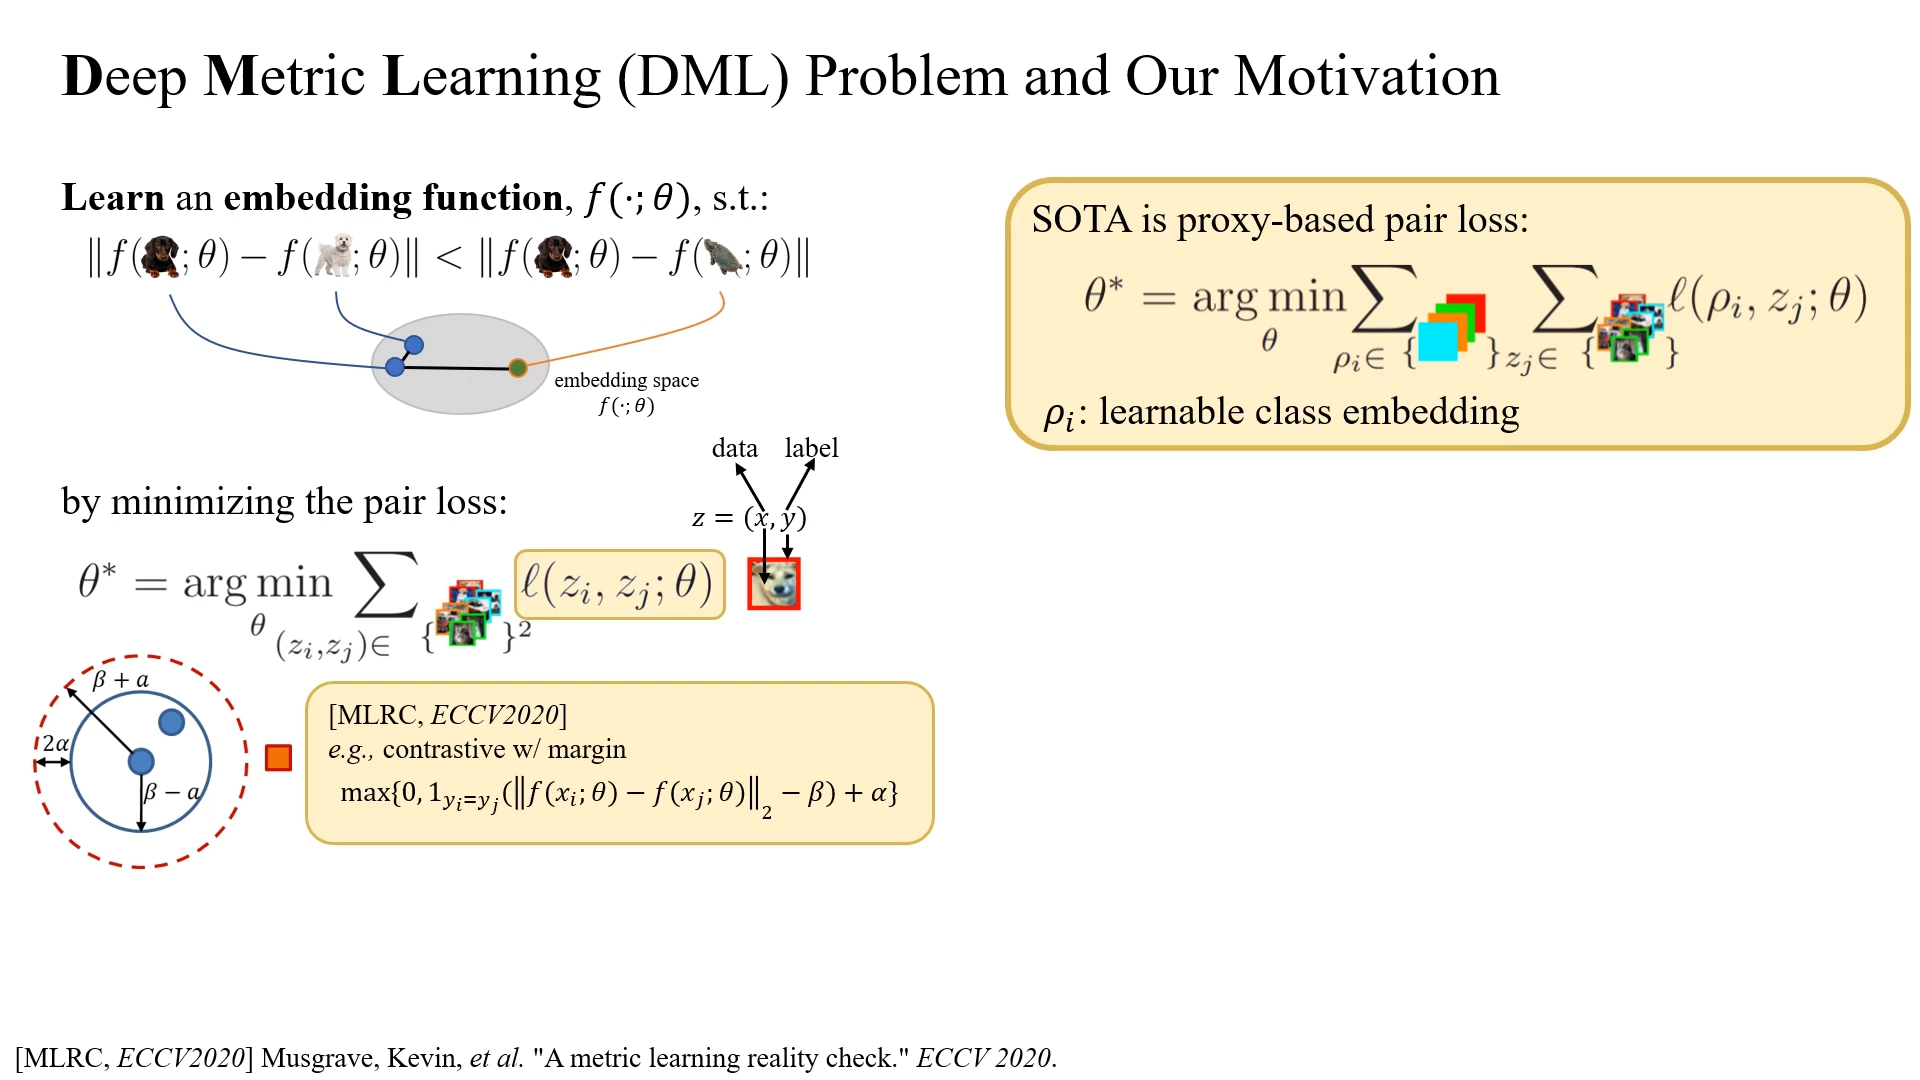 Deep Metric Learning (DML) Problem and Our Motivation
Learn an embedding function, f(·; θ), s.t.:
‖f( ; θ) − f( ; θ)‖ < ‖f( ; θ) − f( ; θ)‖
embedding space
f(·; θ)
data label
by minimizing the pair loss:
z = (x, y)
θ* = arg min_θ ∑_{(z_i,z_j)∈ { }²} ℓ(z_i, z_j; θ)
β + a
2α
β − a
[MLRC, ECCV2020]
e.g., contrastive w/ margin
max{0, 1_{y_i=y_j}(‖f(x_i; θ) − f(x_j; θ)‖_2 − β) + α}
SOTA is proxy-based pair loss:
θ* = arg min_θ ∑_{ρ_i∈ { }} ∑_{z_j∈ { }} ℓ(ρ_i, z_j; θ)
ρ_i: learnable class embedding
[MLRC, ECCV2020] Musgrave, Kevin, et al. "A metric learning reality check." ECCV 2020.